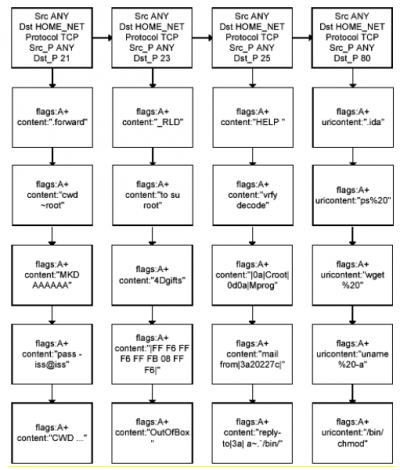 Src ANY
Dst HOME_NET
Protocol TCP
Src_P ANY
Dst_P 21
Src ANY
Dst HOME_NET
Protocol TCP
Src_P ANY
Dst_P 23
Src ANY
Dst HOME_NET
Protocol TCP
Src_P ANY
Dst_P 25
Src ANY
Dst HOME_NET
Protocol TCP
Src_P ANY
Dst_P 80
flags:A+
content:".forward"
flags:A+
content:"_RLD"
flags:A+
content:"HELP "
flags:A+
uricontent:".ida"
flags:A+
content:"cwd
~root"
flags:A+
content:"to su
root"
flags:A+
content:"vrfy
decode"
flags:A+
uricontent:"ps%20"
flags:A+
content:"MKD
AAAAAA"
flags:A+
content:"4Dgifts"
flags:A+
content:"|0a|Croot|
0d0a|Mprog"
flags:A+
uricontent:"wget
%20"
flags:A+
content:"pass -
iss@iss"
flags:A+
content:"|FF F6 FF
F6 FF FB 08 FF
F6|"
flags:A+
content:"mail
from|3a20227c|"
flags:A+
uricontent:"uname
%20-a"
flags:A+
content:"CWD ..."
flags:A+
content:"OutOfBox
"
flags:A+
content:"reply-
to|3a| a~.`/bin/"
flags:A+
uricontent:"/bin/
chmod"